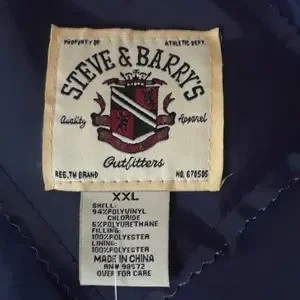 PROPERTY OF ATHLETIC DEPT.
STEVE & BARRY'S
Quality Apparel
Outfitters
REG.TM BRAND NO. 670505
XXL
SHELL:
94%POLYVINYL
CHLORIDE
6%POLYURETHANE
FILLING:
100%POLYESTER
LINING:
100%POLYESTER
MADE IN CHINA
RN# 98572
OVER FOR CARE